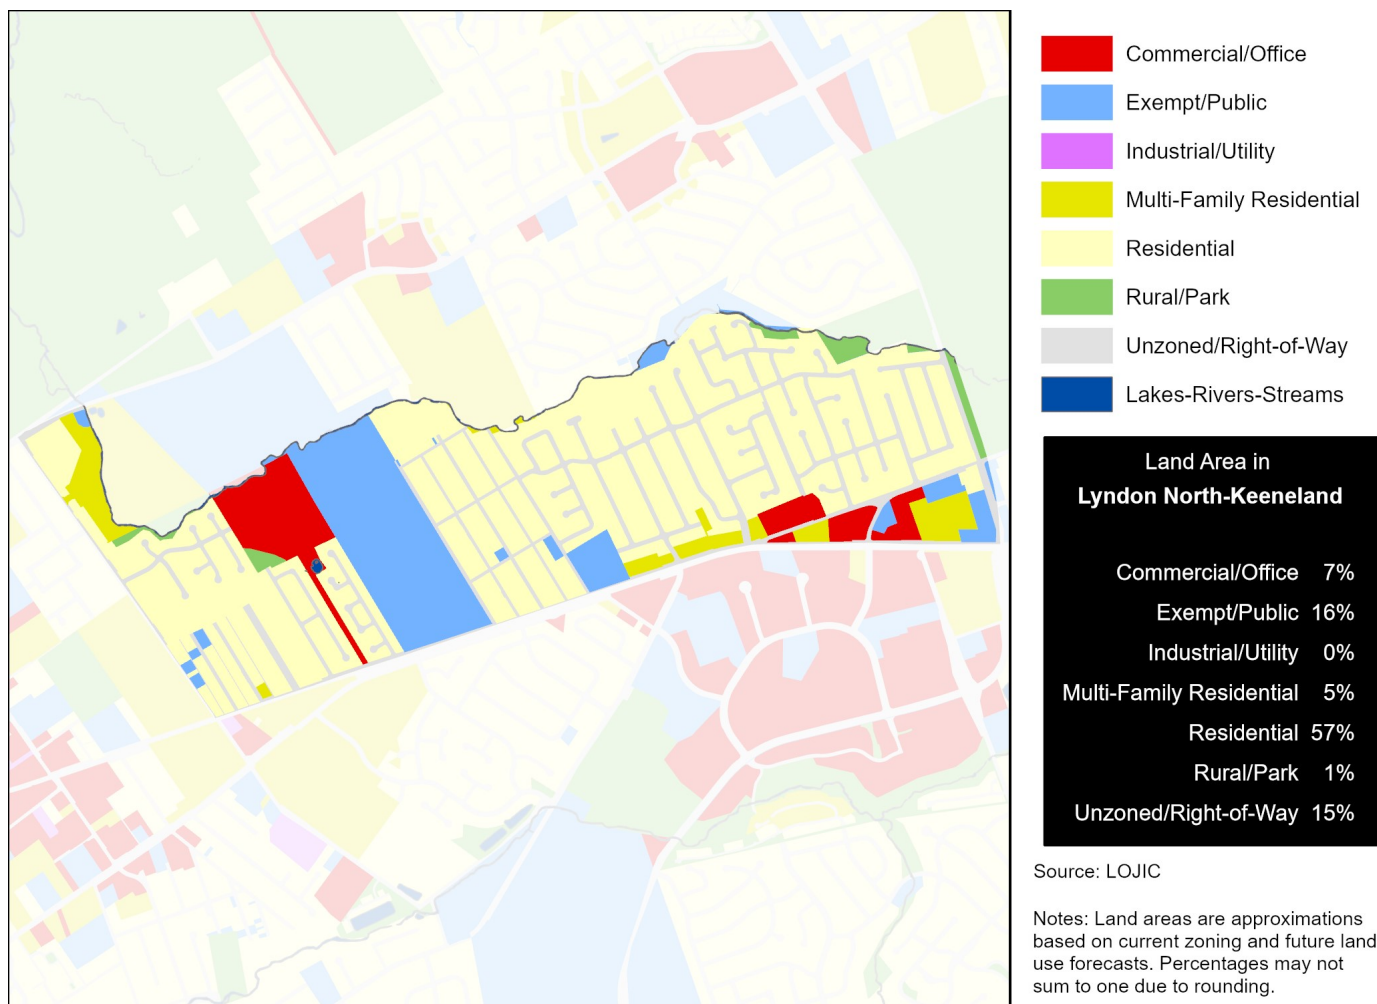 Commercial/Office
Exempt/Public
Industrial/Utility
Multi-Family Residential
Residential
Rural/Park
Unzoned/Right-of-Way
Lakes-Rivers-Streams
Land Area in
Lyndon North-Keeneland
Commercial/Office 7%
Exempt/Public 16%
Industrial/Utility 0%
Multi-Family Residential 5%
Residential 57%
Rural/Park 1%
Unzoned/Right-of-Way 15%
Source: LOJIC
Notes: Land areas are approximations
based on current zoning and future land
use forecasts. Percentages may not
sum to one due to rounding.